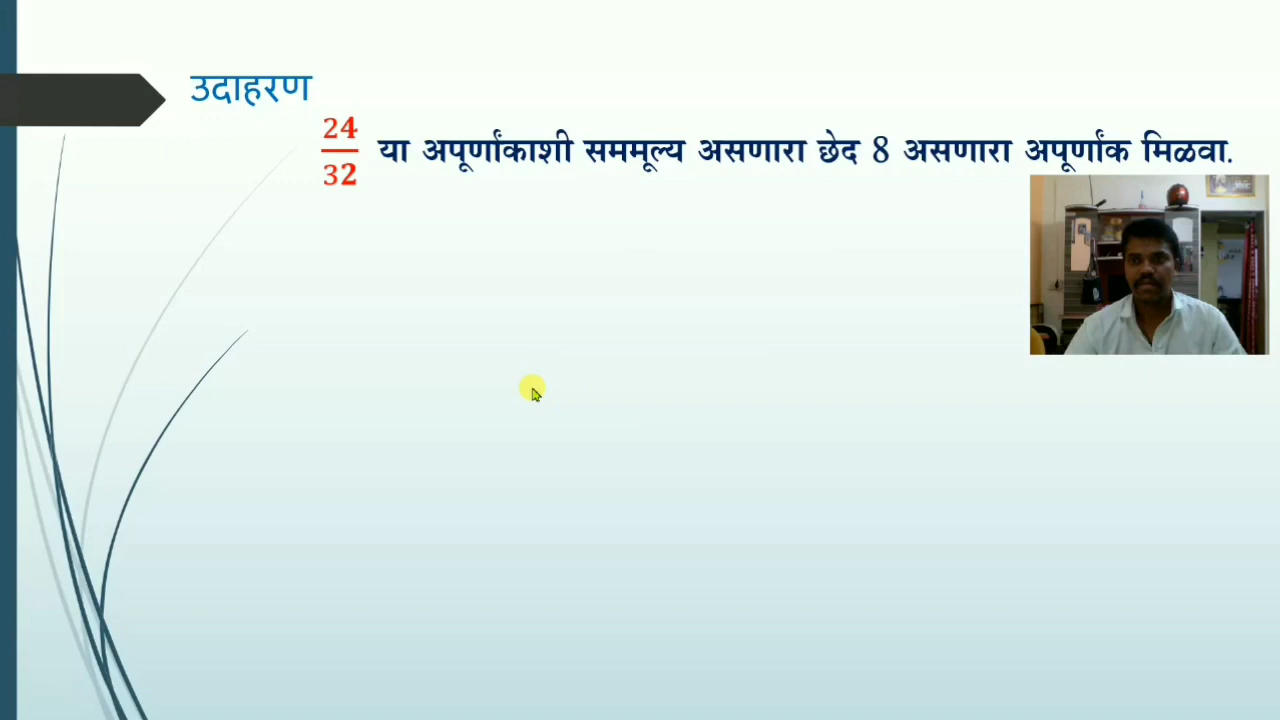 उदाहरण
24
32
या अपूर्णांकाशी सममूल्य असणारा छेद 8 असणारा अपूर्णांक मिळवा.